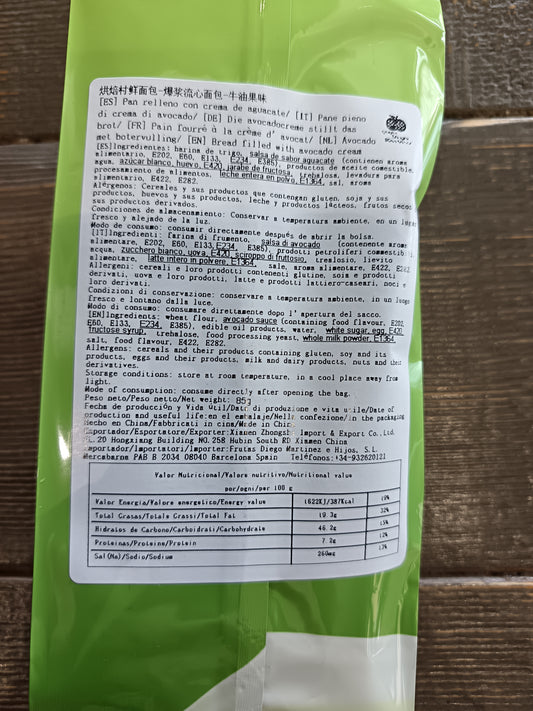 烘焙村鲜面包-爆浆流心面包-牛油果味
[ES] Pan relleno con crema de aguacate/ [IT] Pane pieno
di crema di avocado/ [DE] Die avocadocreme stillt das
brot/ [FR] Pain fourré à la crème d' avocat/ [NL] Avocado
met botervulling/ [EN] Bread filled with avocado cream
[ES]Ingredientes: harina de trigo, salsa de sabor aguacate (contienen aroma
alimentario, E202, E60, E133, E234, E385), productos de aceite comestible,
agua, azúcar blanco, huevo, E420, jarabe de fructosa, trehalosa, levadura para
procesamiento de alimentos, leche entera en polvo, E1364, sal, aroma
alimentario, E422, E282.
Alérgenos: Cereales y sus productos que contengan gluten, soja y sus
productos, huevos y sus productos, leche y productos lácteos, frutos secos
sus productos derivados.
Condiciones de almacenamiento: Conservar a temperatura ambiente, en un lugar
fresco y alejado de la luz.
Modo de consumo: consumir directamente después de abrir la bolsa.
[IT]Ingredienti: farina di frumento, salsa di avocado (contenente aroma
alimentare, E202, E60, E133, E234, E385), prodotti petroliferi commestibili,
acqua, zucchero bianco, uova, E420, sciroppo di fruttosio, trealosio, lievito
alimentare, latte intero in polvere, E1364, sale, aroma alimentare, E422, E282
Allergeni: cereali e loro prodotti contenenti glutine, soia e prodotti
derivati, uova e loro prodotti, latte e prodotti lattiero-caseari, noci e
loro derivati.
Condizioni di conservazione: conservare a temperatura ambiente, in un luogo
fresco e lontano dalla luce.
Modo di consumo: consumare direttamente dopo l' apertura del sacco.
[EN]Ingredients: wheat flour, avocado sauce (containing food flavour, E202,
E60, E133, E234, E385), edible oil products, water, white sugar, egg, E420,
fructose syrup, trehalose, food processing yeast, whole milk powder, E1364,
salt, food flavour, E422, E282.
Allergens: cereals and their products containing gluten, soy and its
products, eggs and their products, milk and dairy products, nuts and their
derivatives.
Storage conditions: store at room temperature, in a cool place away from
light.
Mode of consumption: consume directly after opening the bag.
Peso neto/Peso netto/Net weight: 85g
Fecha de producción y Vida útil/Data di produzione e vita utile/Date of
production and useful life:en el embalaje/Nella confezione/in the packaging
Hecho en China/Fabbricati in cina/Made in China
Exportador/Esportatore/Exporter:Xiamen Zhongsh Import & Export Co., Ltd.
20 Hongxiang Building NO.258 Hubin South RD Xiamen China
Importador/Importatori/Importer:Frutas Diego Martinez e Hijos, S.L.
Mercabarna PAB B 2034 08040 Barcelona Spain Teléfonos:+34-932620121
Valor Nutricional/Valore nutritivo/Nutritional value
por/ogni/per 100 g
Valor Energía/Valore energetico/Energy value 1622KJ/387Kcal 19%
Total Grasas/Totale Grassi/Total Fat 19.3g 32%
Hidratos de Carbono/Carboidrati/Carbohydrate 46.2g 15%
Proteinas/Proteine/Protein 7.2g 12%
Sal(Na)/Sodio/Sodium 260mg 13%